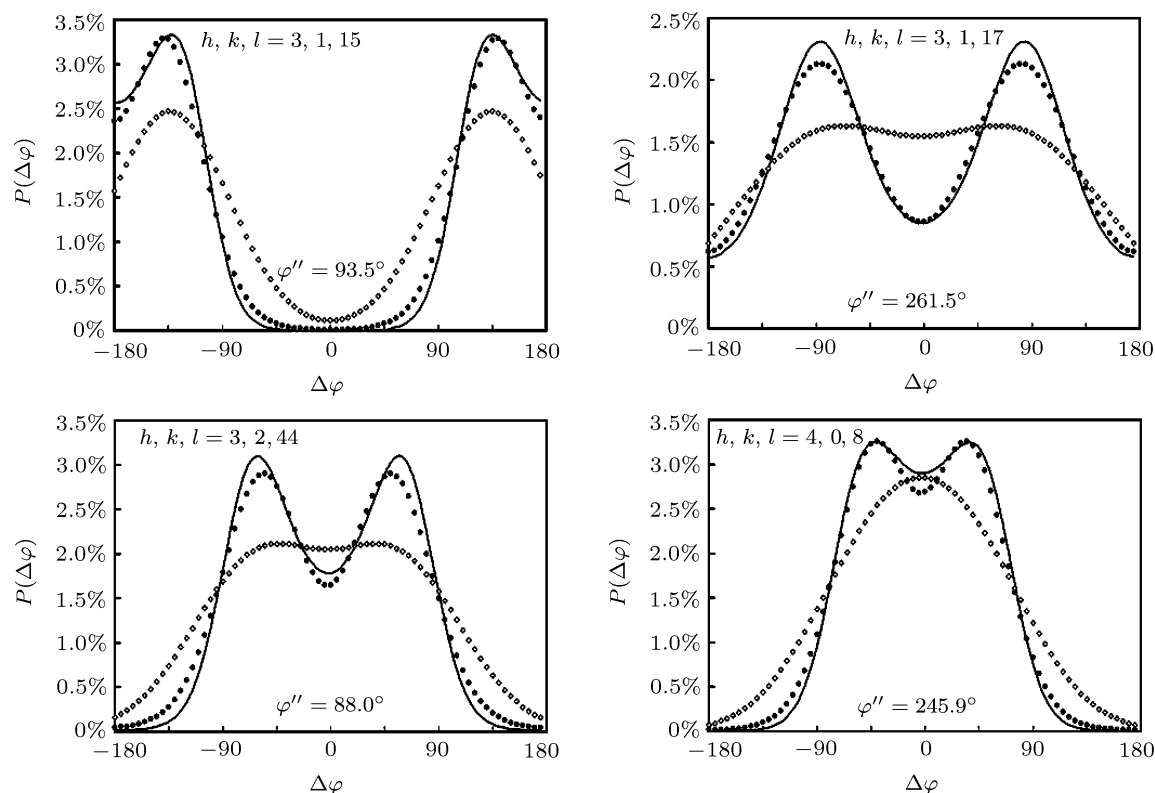 3.5%
3.0%
2.5%
2.0%
1.5%
1.0%
0.5%
0%
P(Δφ)
h, k, l = 3, 1, 15
φ″ = 93.5°
−180 −90 0 90 180
Δφ
2.5%
2.0%
1.5%
1.0%
0.5%
0%
P(Δφ)
h, k, l = 3, 1, 17
φ″ = 261.5°
−180 −90 0 90 180
Δφ
3.5%
3.0%
2.5%
2.0%
1.5%
1.0%
0.5%
0%
P(Δφ)
h, k, l = 3, 2, 44
φ″ = 88.0°
−180 −90 0 90 180
Δφ
3.5%
3.0%
2.5%
2.0%
1.5%
1.0%
0.5%
0%
P(Δφ)
h, k, l = 4, 0, 8
φ″ = 245.9°
−180 −90 0 90 180
Δφ